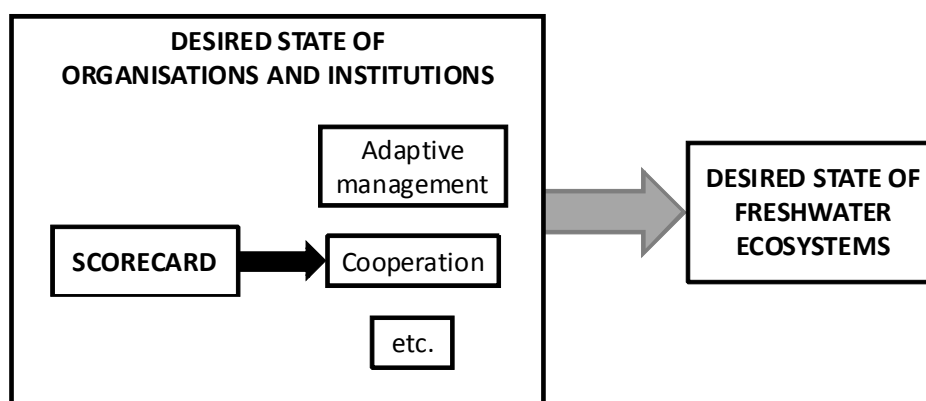 DESIRED STATE OF
ORGANISATIONS AND INSTITUTIONS
Adaptive
management
SCORECARD
Cooperation
etc.
DESIRED STATE OF
FRESHWATER
ECOSYSTEMS